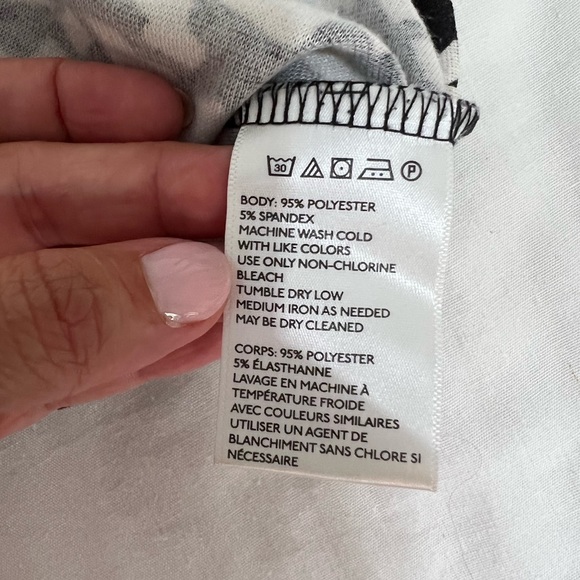 30 P
BODY: 95% POLYESTER
5% SPANDEX
MACHINE WASH COLD
WITH LIKE COLORS
USE ONLY NON-CHLORINE
BLEACH
TUMBLE DRY LOW
MEDIUM IRON AS NEEDED
MAY BE DRY CLEANED
CORPS: 95% POLYESTER
5% ÉLASTHANNE
LAVAGE EN MACHINE À
TEMPÉRATURE FROIDE
AVEC COULEURS SIMILAIRES
UTILISER UN AGENT DE
BLANCHIMENT SANS CHLORE SI
NÉCESSAIRE